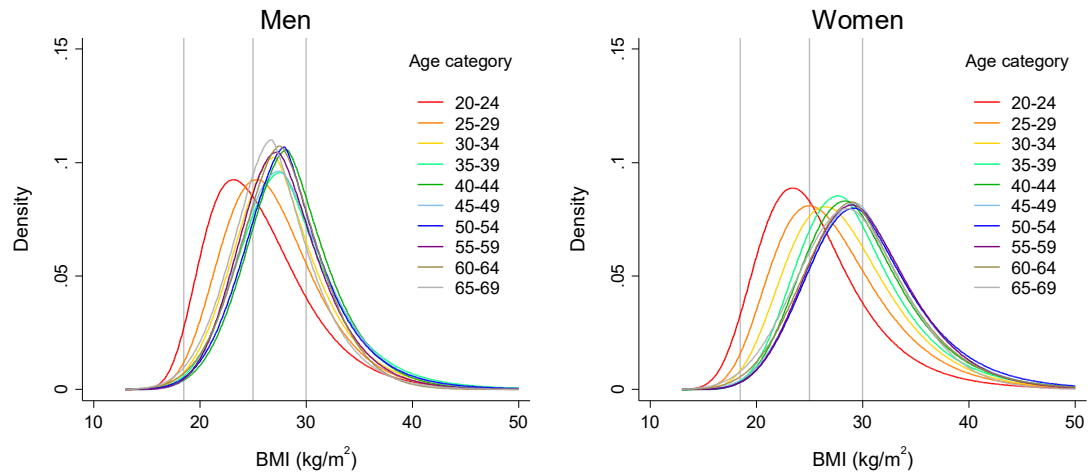 Men
.15
.1
.05
0
Density
10 20 30 40 50
BMI (kg/m²)
Age category
20-24
25-29
30-34
35-39
40-44
45-49
50-54
55-59
60-64
65-69
Women
.15
.1
.05
0
Density
10 20 30 40 50
BMI (kg/m²)
Age category
20-24
25-29
30-34
35-39
40-44
45-49
50-54
55-59
60-64
65-69